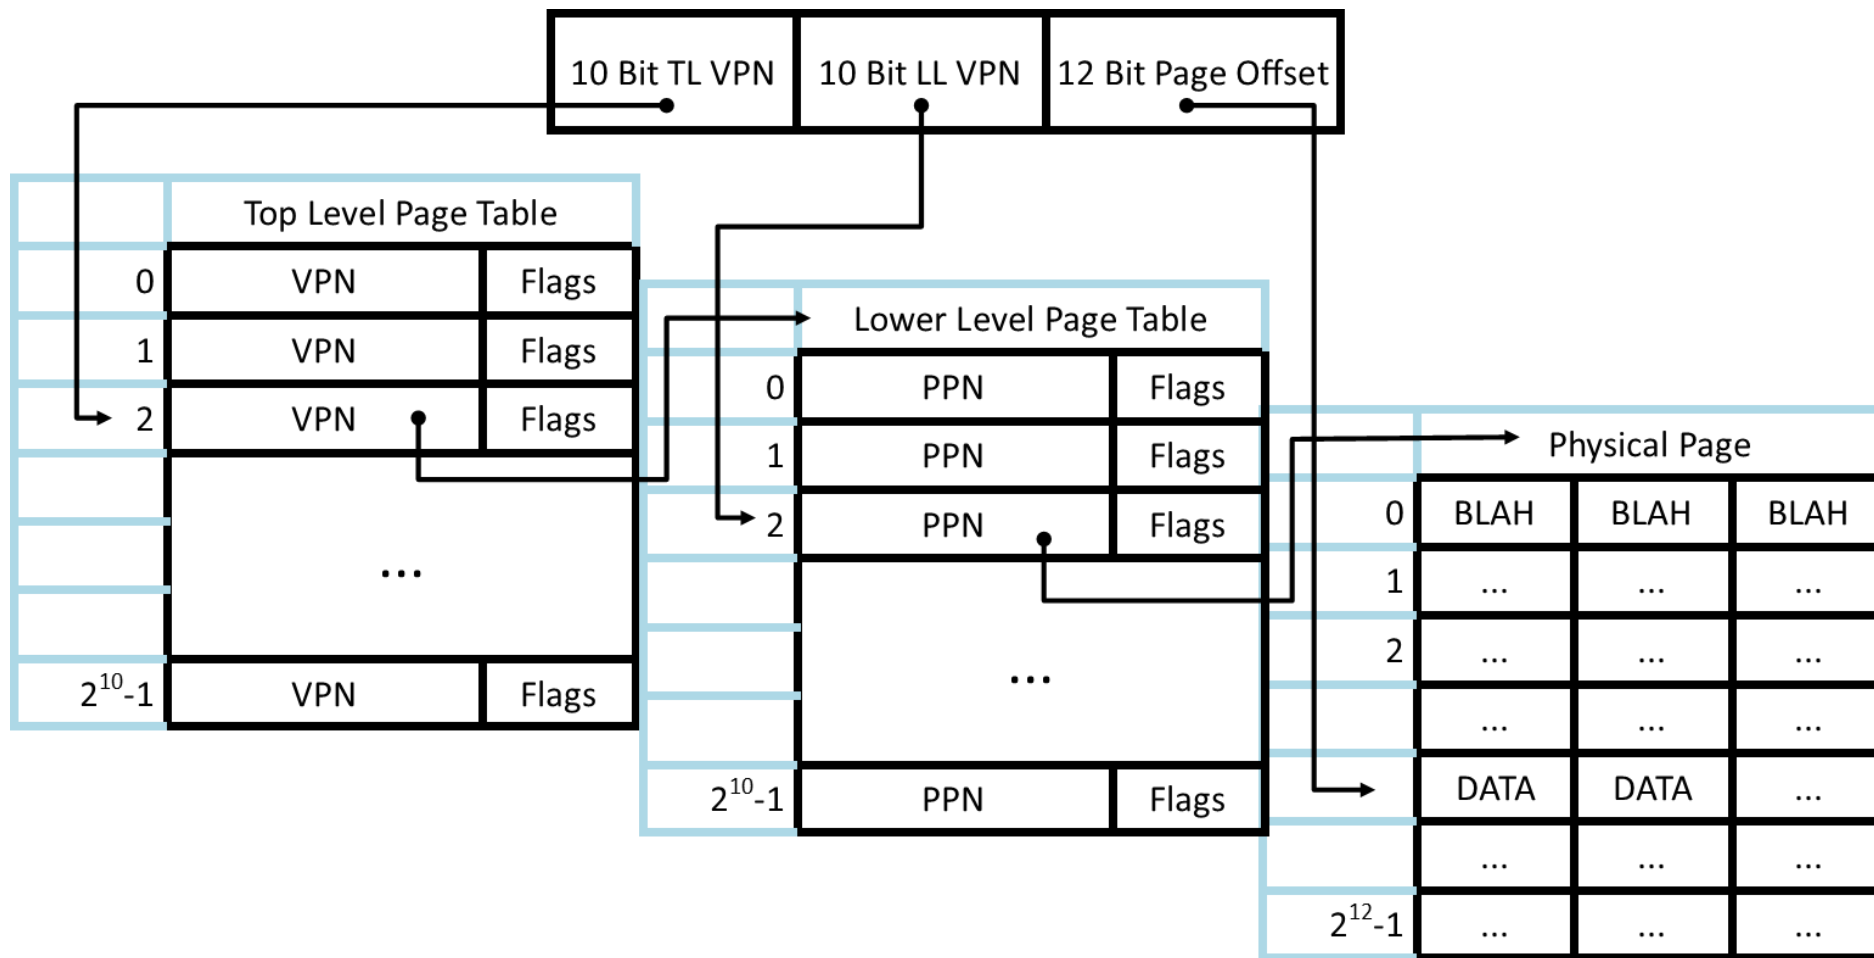 10 Bit TL VPN 10 Bit LL VPN 12 Bit Page Offset
Top Level Page Table
0 VPN Flags
1 VPN Flags
2 VPN Flags
...
2^10-1 VPN Flags
Lower Level Page Table
0 PPN Flags
1 PPN Flags
2 PPN Flags
...
2^10-1 PPN Flags
Physical Page
0 BLAH BLAH BLAH
1 ... ... ...
2 ... ... ...
... ... ...
DATA DATA ...
... ... ...
2^12-1 ... ... ...